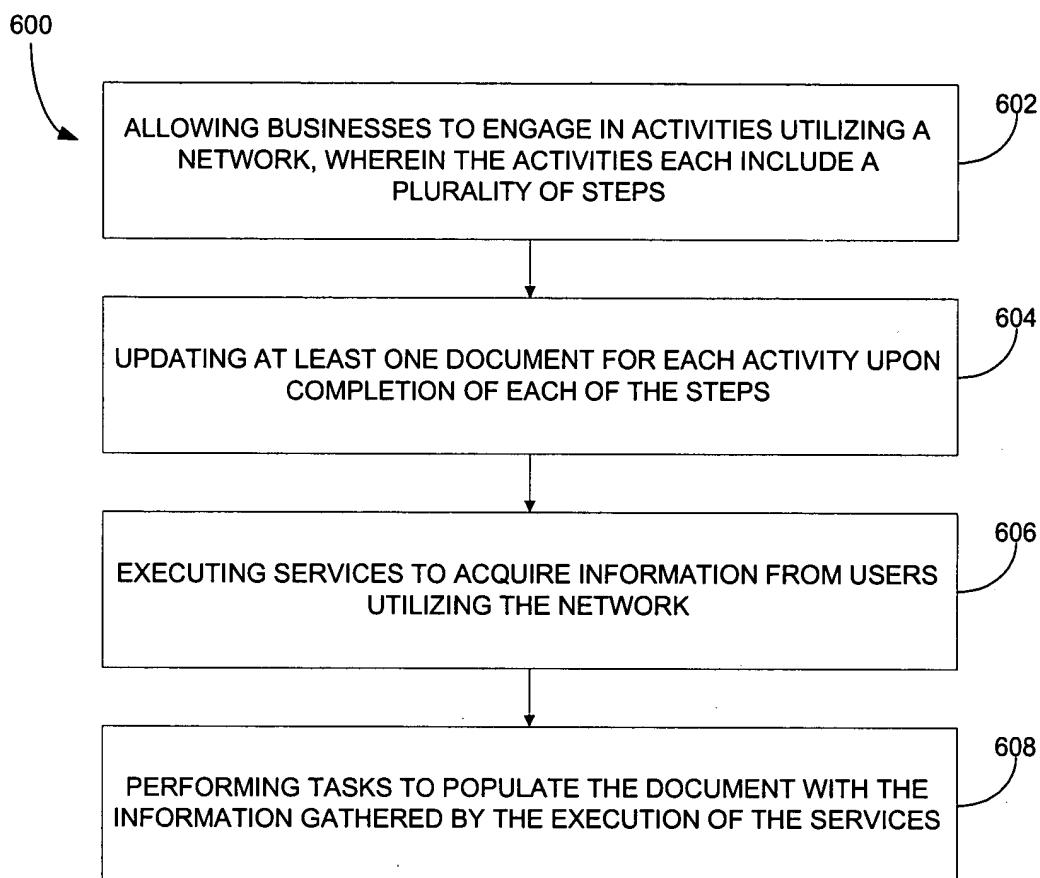 600
602
ALLOWING BUSINESSES TO ENGAGE IN ACTIVITIES UTILIZING A
NETWORK, WHEREIN THE ACTIVITIES EACH INCLUDE A
PLURALITY OF STEPS
604
UPDATING AT LEAST ONE DOCUMENT FOR EACH ACTIVITY UPON
COMPLETION OF EACH OF THE STEPS
606
EXECUTING SERVICES TO ACQUIRE INFORMATION FROM USERS
UTILIZING THE NETWORK
608
PERFORMING TASKS TO POPULATE THE DOCUMENT WITH THE
INFORMATION GATHERED BY THE EXECUTION OF THE SERVICES